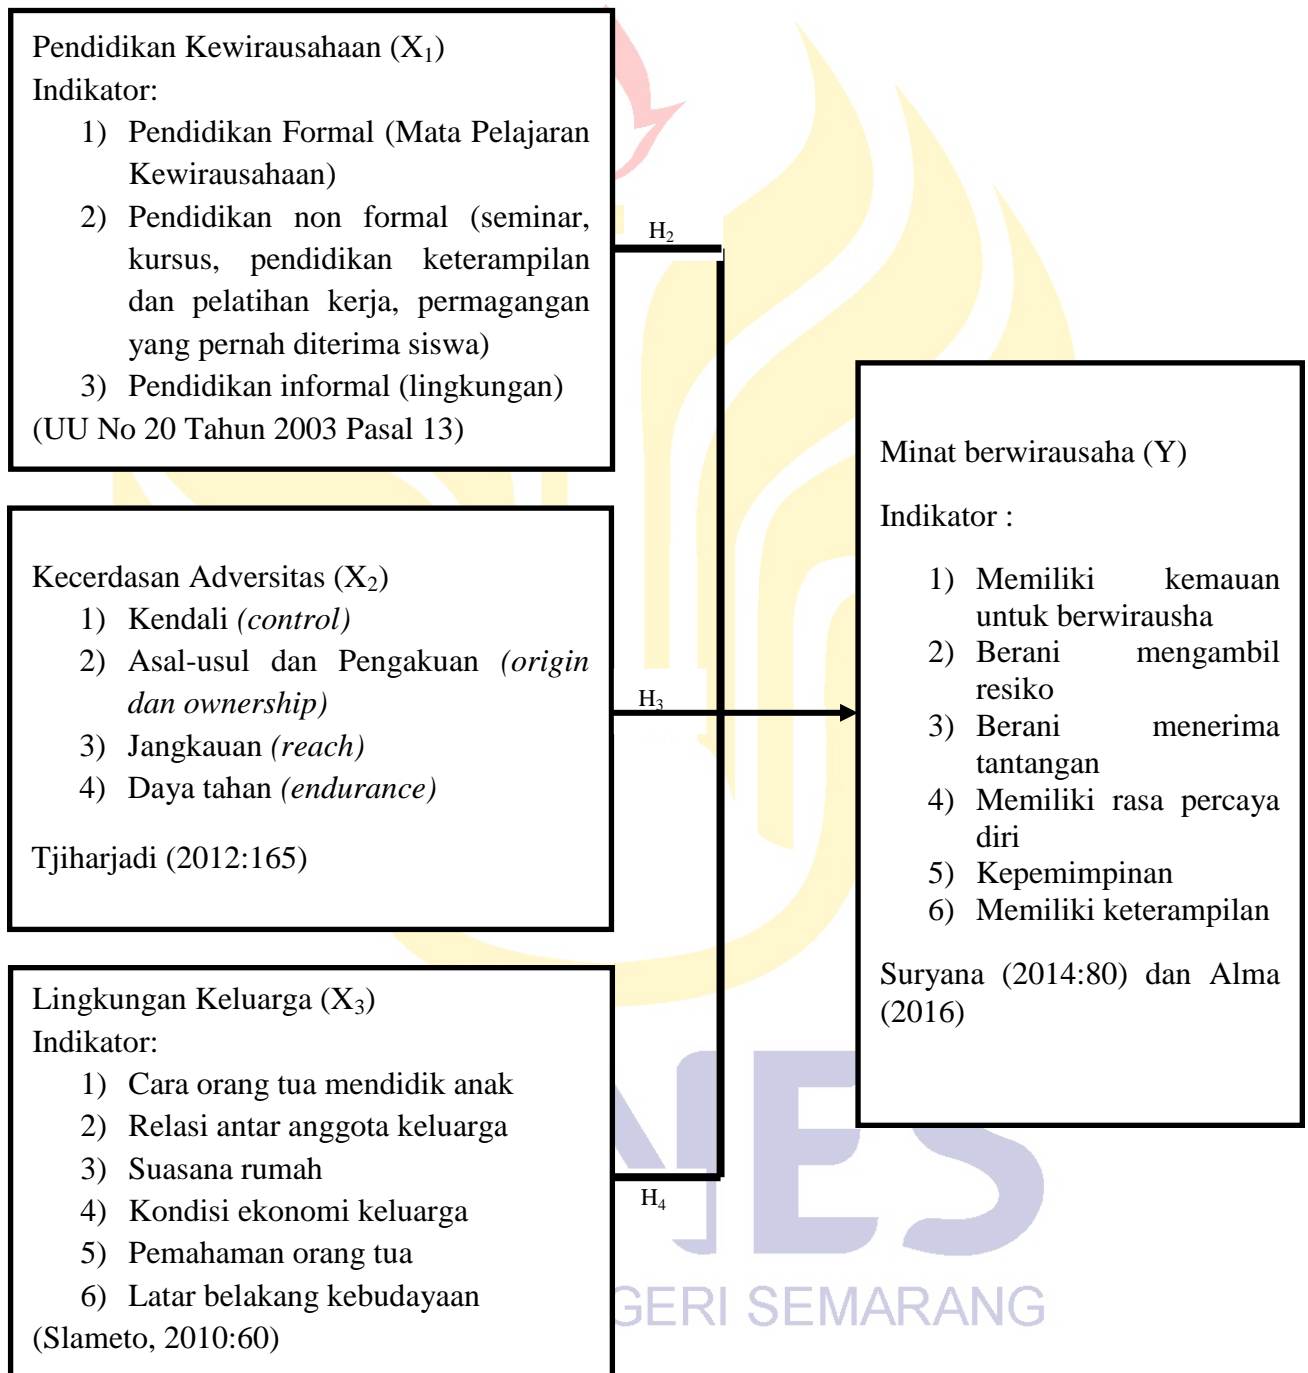 Pendidikan Kewirausahaan (X₁)
Indikator:
1) Pendidikan Formal (Mata Pelajaran
Kewirausahaan)
2) Pendidikan non formal (seminar,
kursus, pendidikan keterampilan
dan pelatihan kerja, permagangan
yang pernah diterima siswa)
3) Pendidikan informal (lingkungan)
(UU No 20 Tahun 2003 Pasal 13)
H₂
Kecerdasan Adversitas (X₂)
1) Kendali (control)
2) Asal-usul dan Pengakuan (origin
dan ownership)
3) Jangkauan (reach)
4) Daya tahan (endurance)
Tjiharjadi (2012:165)
H₃
Lingkungan Keluarga (X₃)
Indikator:
1) Cara orang tua mendidik anak
2) Relasi antar anggota keluarga
3) Suasana rumah
4) Kondisi ekonomi keluarga
5) Pemahaman orang tua
6) Latar belakang kebudayaan
(Slameto, 2010:60)
H₄
Minat berwirausaha (Y)
Indikator :
1) Memiliki kemauan
untuk berwirausha
2) Berani mengambil
resiko
3) Berani menerima
tantangan
4) Memiliki rasa percaya
diri
5) Kepemimpinan
6) Memiliki keterampilan
Suryana (2014:80) dan Alma
(2016)
NES
GERI SEMARANG